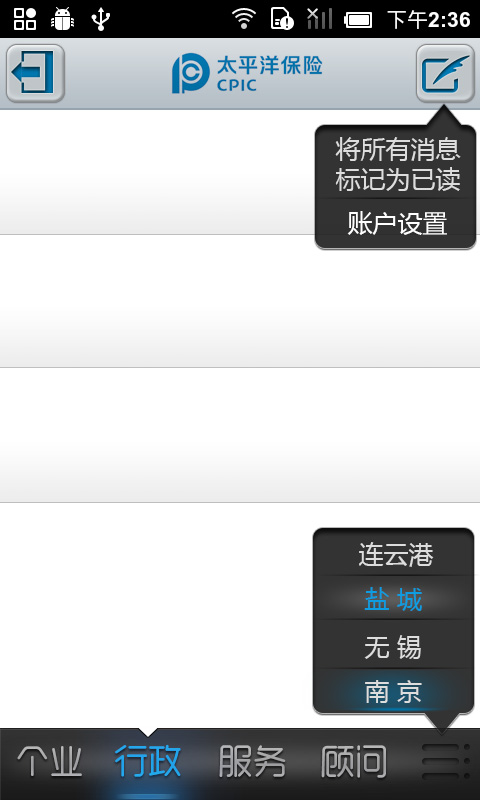 下午2:36
太平洋保险
CPIC
将所有消息
标记为已读
账户设置
连云港
盐城
无锡
南京
个业 行政 服务 顾问